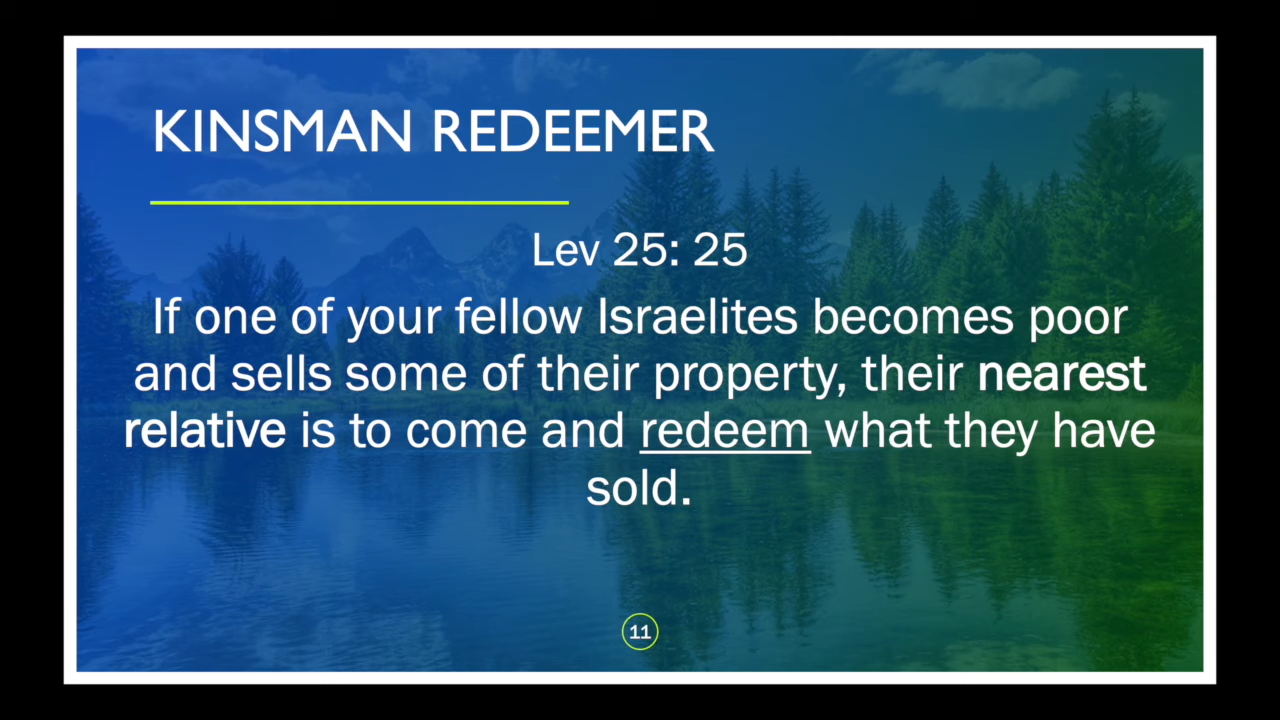 KINSMAN REDEEMER
Lev 25: 25
If one of your fellow Israelites becomes poor
and sells some of their property, their nearest
relative is to come and redeem what they have
sold.
11